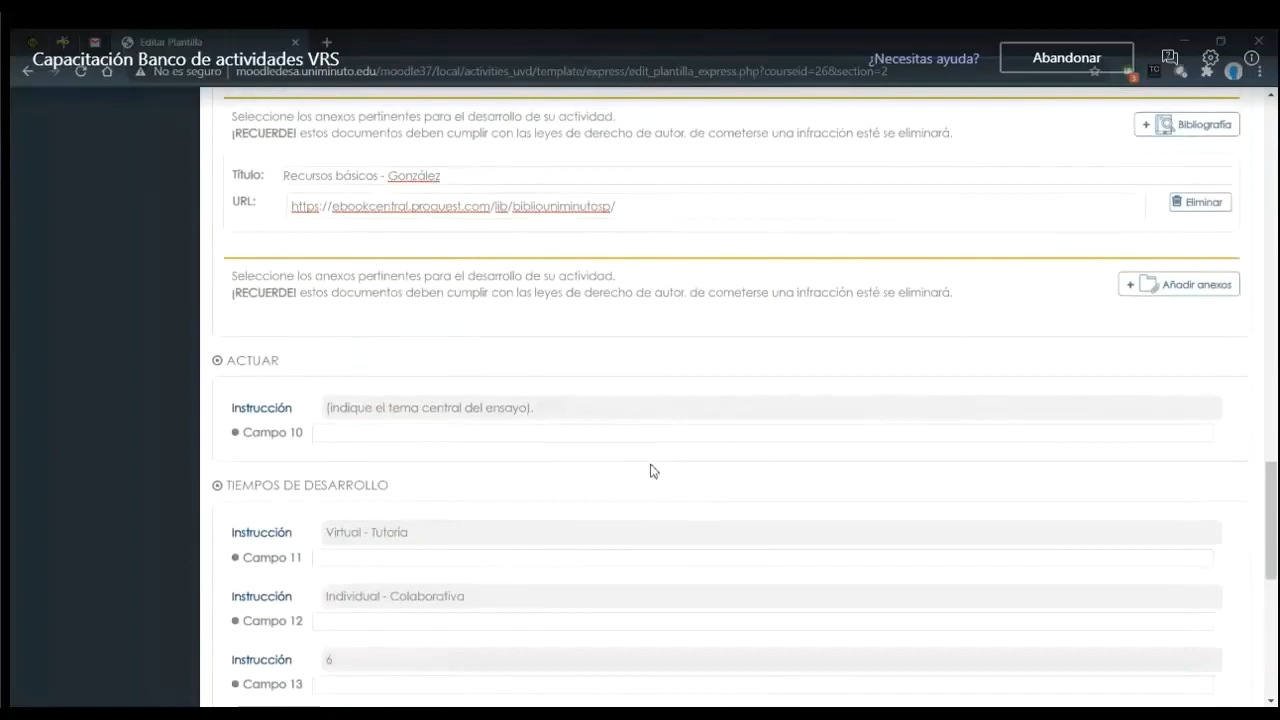 Editar Plantilla
Capacitación Banco de actividades VRS
¿Necesitas ayuda?
Abandonar
No es seguro | moodledesa.uniminuto.edu/moodle37/local/activities_uvd/template/express/edit_plantilla_express.php?courseid=268&section=2
TC
3
Seleccione los anexos pertinentes para el desarrollo de su actividad.
¡RECUERDE! estos documentos deben cumplir con las leyes de derecho de autor, de cometerse una infracción esté se eliminará.
+ Bibliografía
Título: Recursos básicos - González
URL: https://ebookcentral.proquest.com/lib/bibliouniminutosp/
Eliminar
Seleccione los anexos pertinentes para el desarrollo de su actividad.
¡RECUERDE! estos documentos deben cumplir con las leyes de derecho de autor, de cometerse una infracción esté se eliminará.
+ Añadir anexos
ACTUAR
Instrucción (indique el tema central del ensayo).
Campo 10
TIEMPOS DE DESARROLLO
Instrucción Virtual - Tutoría
Campo 11
Instrucción Individual - Colaborativa
Campo 12
Instrucción 6
Campo 13